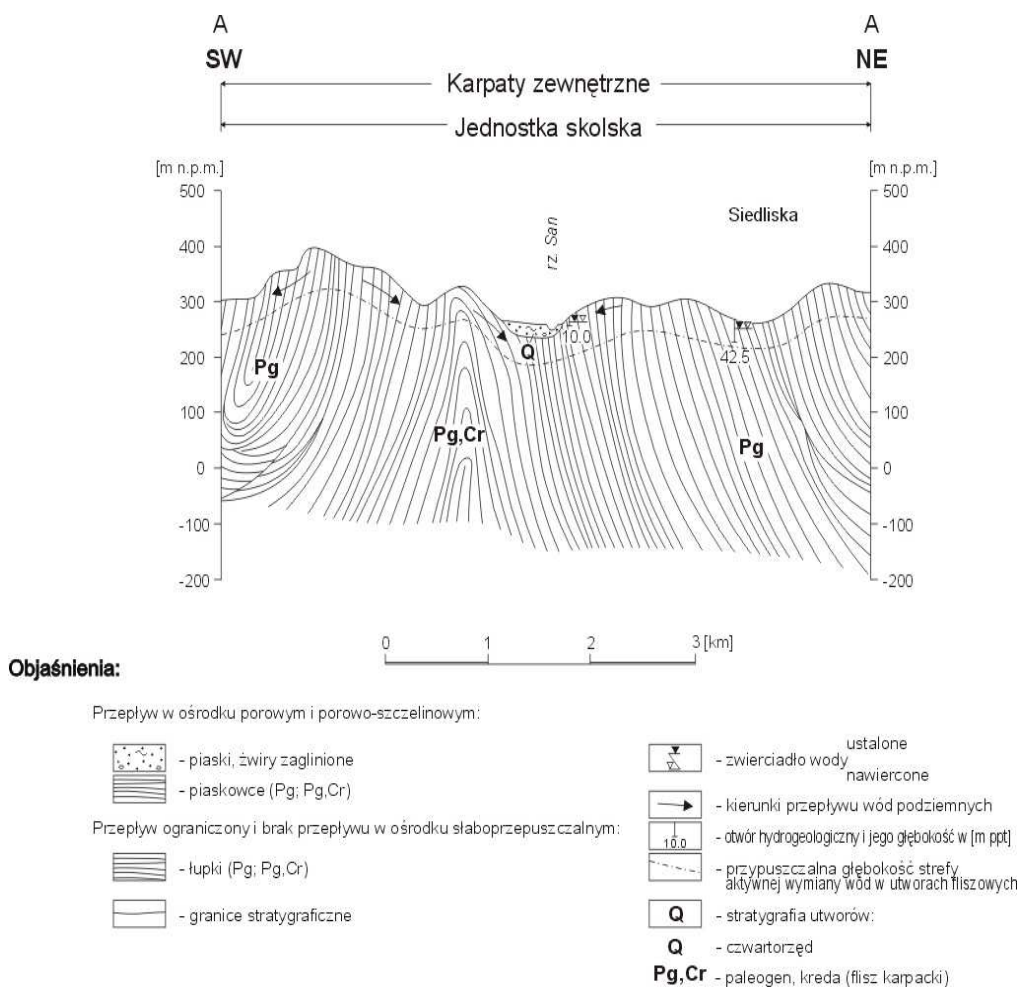 A A
SW NE
Karpaty zewnętrzne
Jednostka skolska
[m n.p.m.] [m n.p.m.]
500 500
Siedliska
rz. San
400 400
300 300
10.0
42.5
Q
200 200
Pg
100 100
Pg,Cr
Pg
0 0
-100 -100
-200 -200
0 1 2 3 [km]
Objaśnienia:
Przepływ w ośrodku porowym i porowo-szczelinowym:
- piaski, żwiry zaglinione
- piaskowce (Pg; Pg,Cr)
Przepływ ograniczony i brak przepływu w ośrodku słaboprzepuszczalnym:
- łupki (Pg; Pg,Cr)
- granice stratygraficzne
ustalone
- zwierciadło wody
nawiercone
- kierunki przepływu wód podziemnych
10.0 - otwór hydrogeologiczny i jego głębokość w [m ppt]
- przypuszczalna głębokość strefy
aktywnej wymiany wód w utworach fliszowych
Q - stratygrafia utworów:
Q - czwartorzęd
Pg,Cr - paleogen, kreda (flisz karpacki)